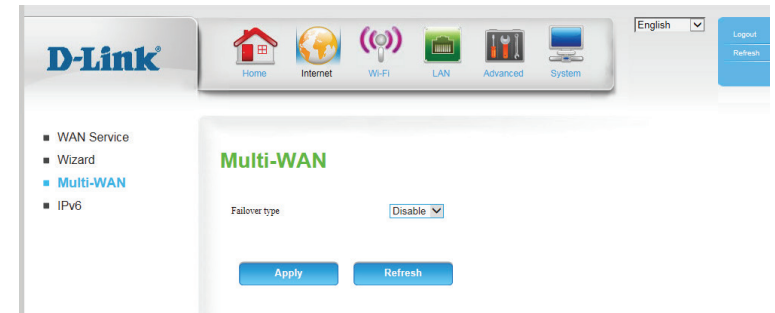 English
Logout
Refresh
D-Link®
Home Internet Wi-Fi LAN Advanced System
WAN Service
Wizard
Multi-WAN
IPv6
Multi-WAN
Failover type Disable
Apply Refresh